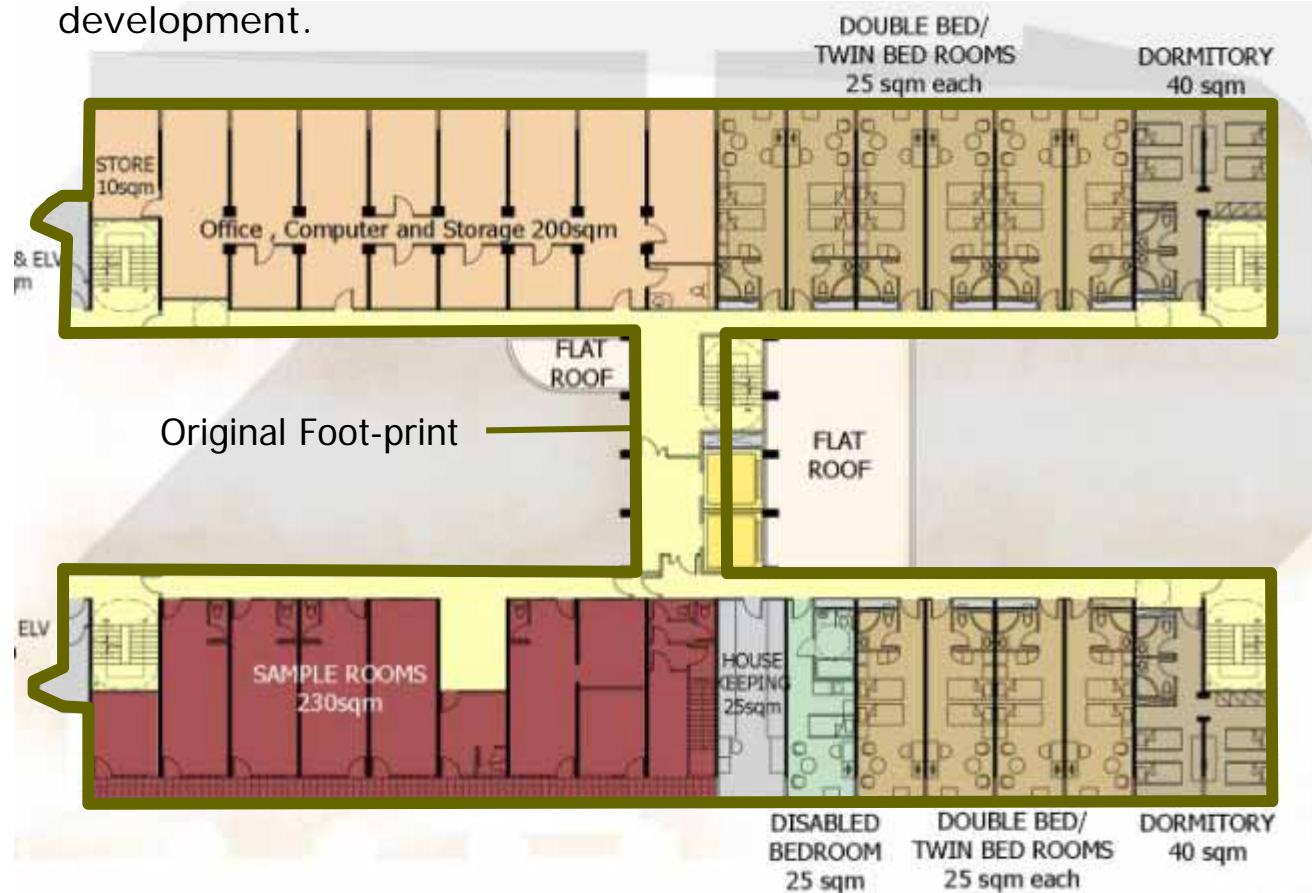 development.
DOUBLE BED/
TWIN BED ROOMS
25 sqm each
DORMITORY
40 sqm
STORE
10sqm
Office , Computer and Storage 200sqm
& ELV
FLAT
ROOF
Original Foot-print
FLAT
ROOF
ELV
SAMPLE ROOMS
230sqm
HOUSE
KEEPING
25sqm
DISABLED
BEDROOM
25 sqm
DOUBLE BED/
TWIN BED ROOMS
25 sqm each
DORMITORY
40 sqm